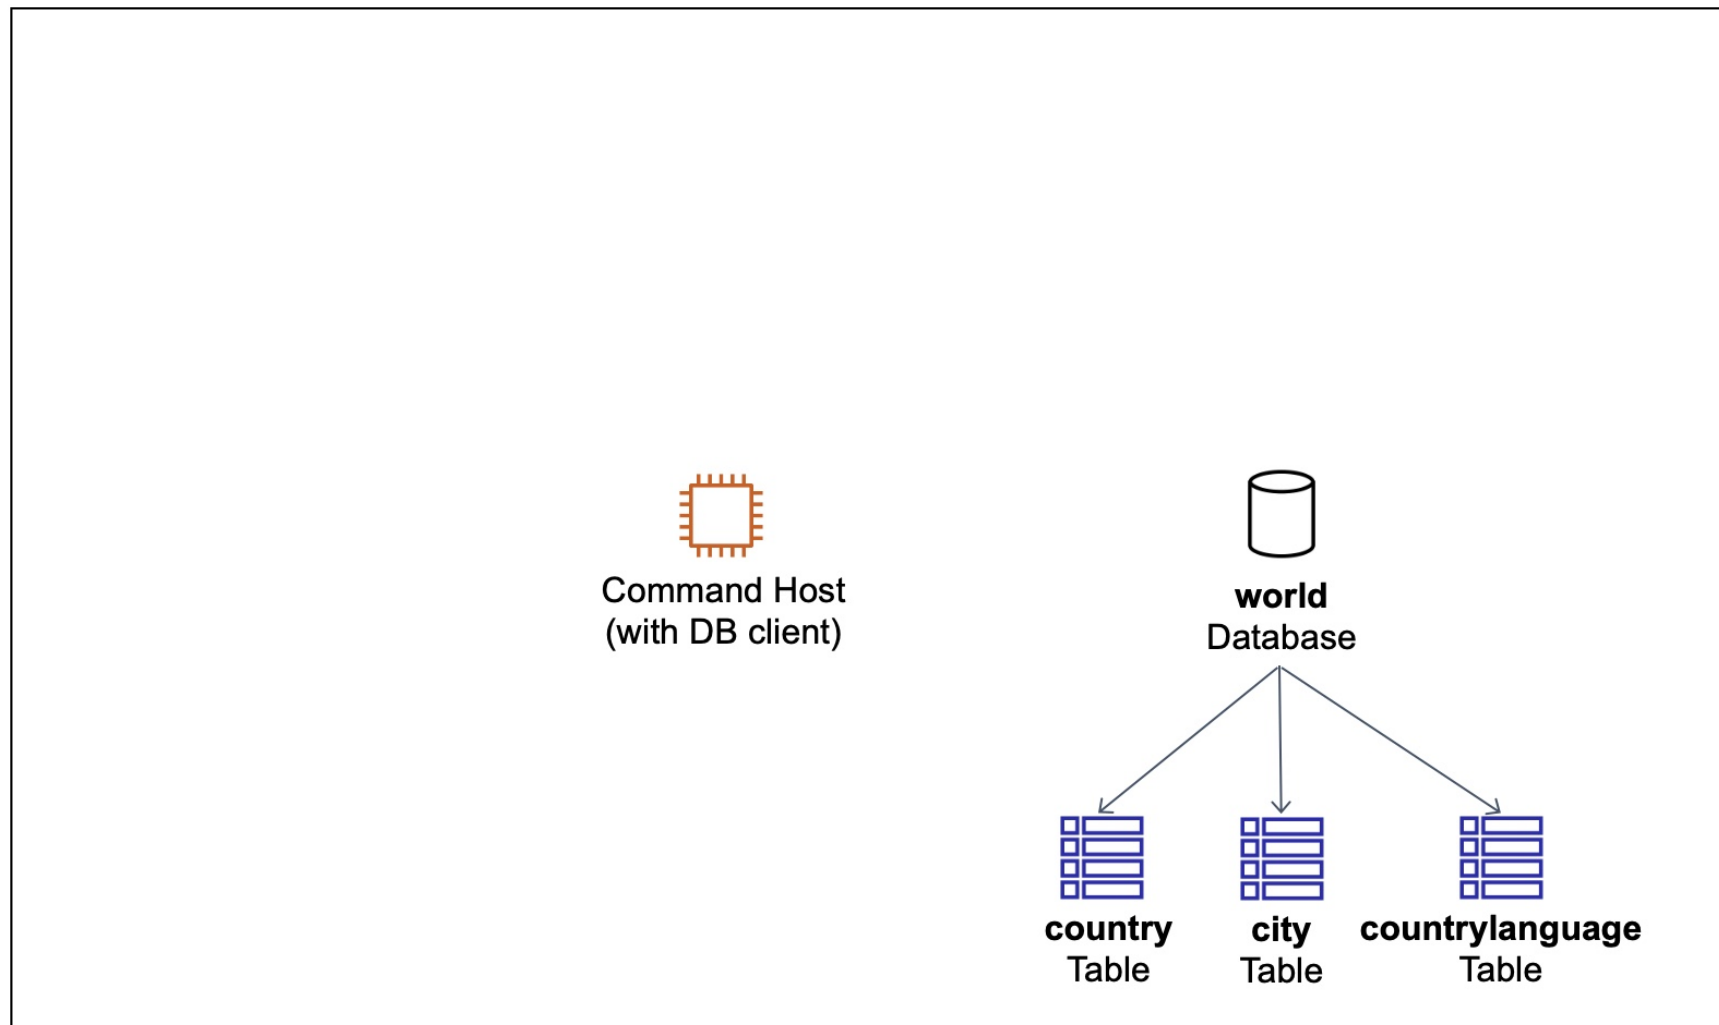 Command Host
(with DB client)
world
Database
country
Table
city
Table
countrylanguage
Table